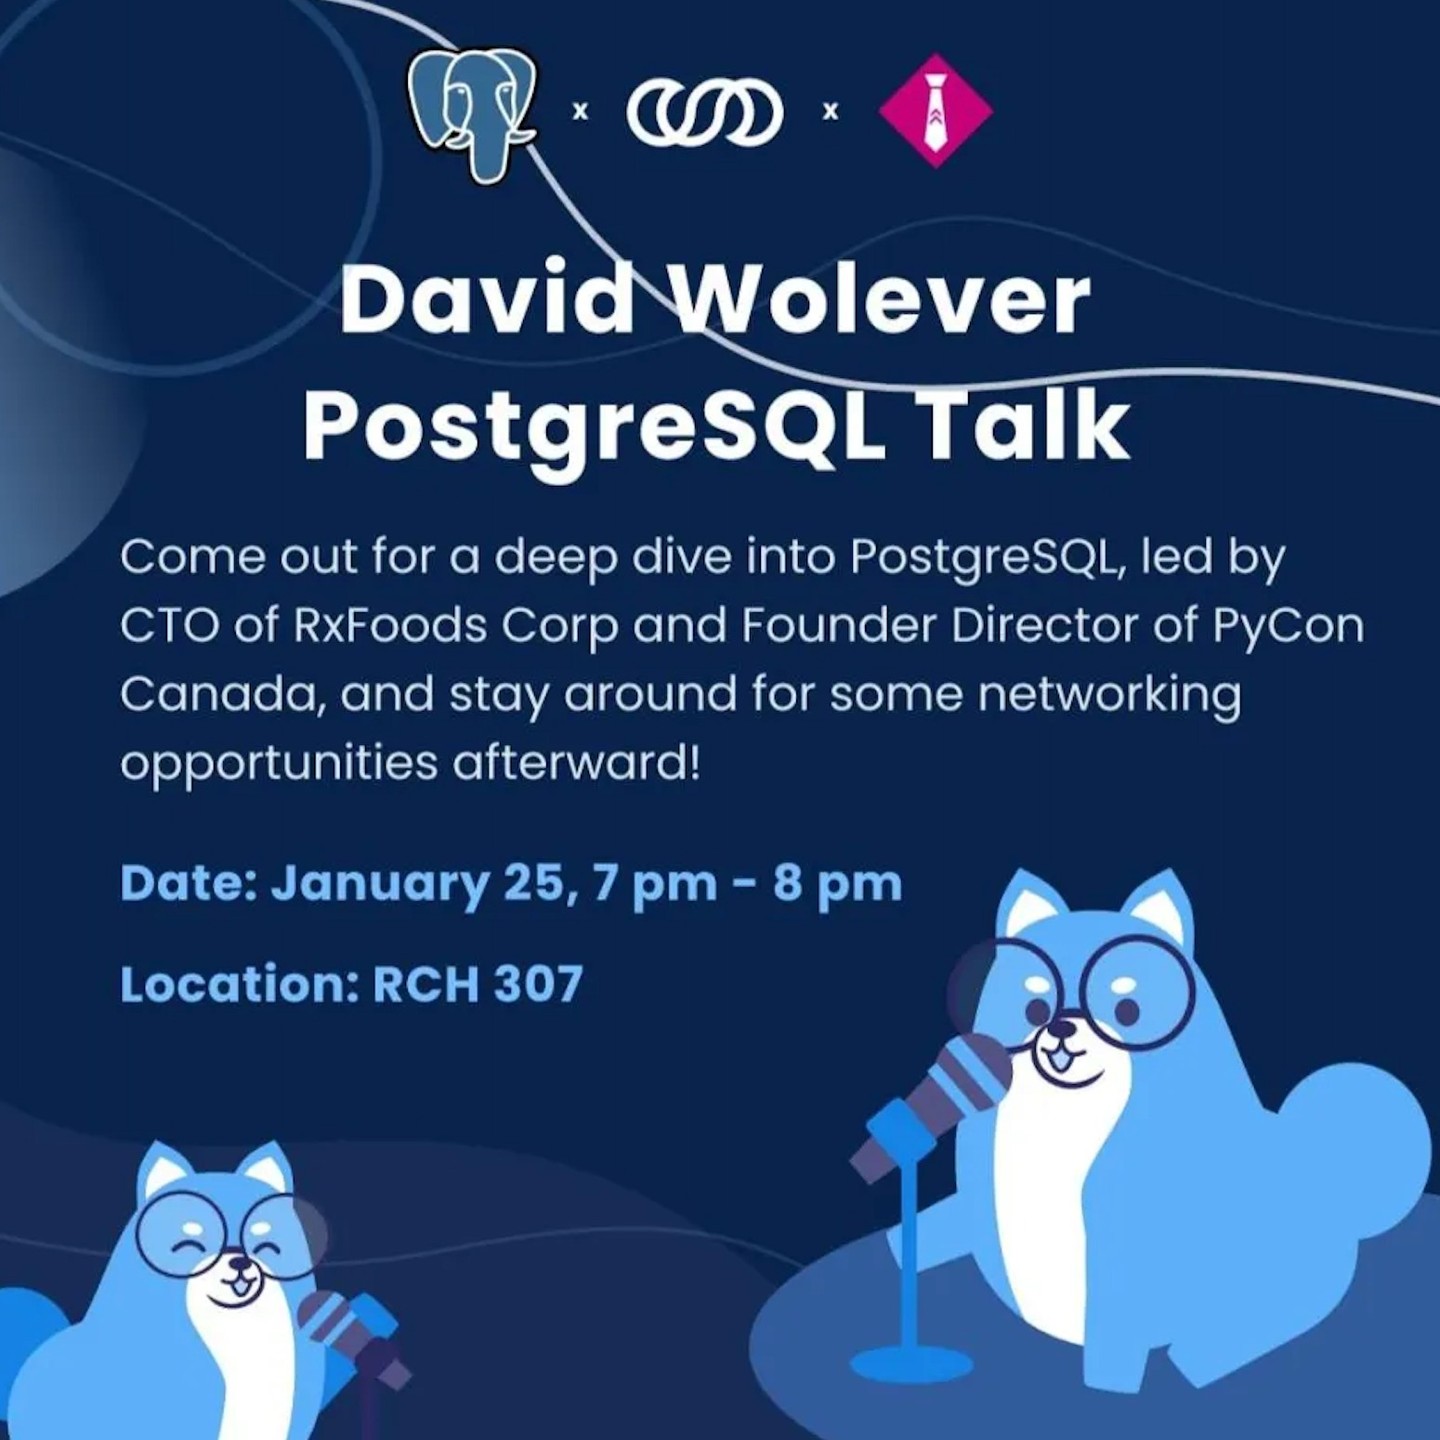 x x
David Wolever
PostgreSQL Talk
Come out for a deep dive into PostgreSQL, led by
CTO of RxFoods Corp and Founder Director of PyCon
Canada, and stay around for some networking
opportunities afterward!
Date: January 25, 7 pm - 8 pm
Location: RCH 307